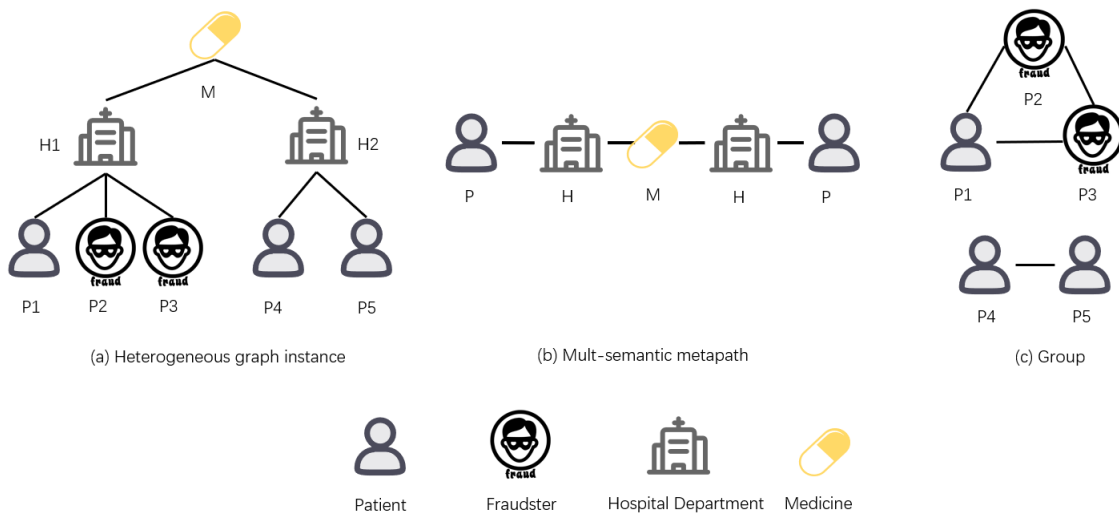 M
H1
H2
fraud
fraud
P1
P2
P3
P4
P5
(a) Heterogeneous graph instance
P
H
M
H
P
(b) Mult-semantic metapath
fraud
P2
fraud
P1
P3
P4
P5
(c) Group
fraud
Patient
Fraudster
Hospital Department
Medicine